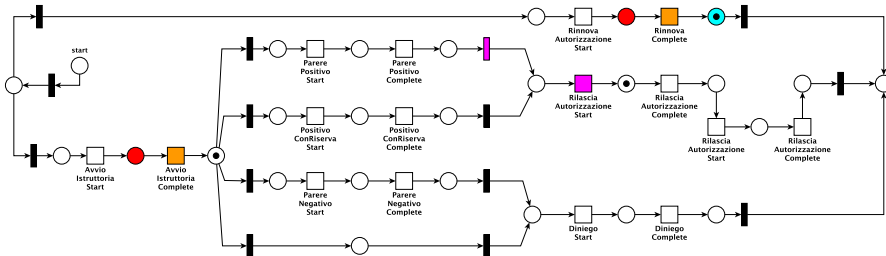 Rinnova
Autorizzazione
Start
Rinnova
Complete
start
Parere
Positivo
Start
Parere
Positivo
Complete
Rilascia
Autorizzazione
Start
Rilascia
Autorizzazione
Complete
Positivo
ConRiserva
Start
Positivo
ConRiserva
Complete
Rilascia
Autorizzazione
Start
Rilascia
Autorizzazione
Complete
Avvio
Istruttoria
Start
Avvio
Istruttoria
Complete
Parere
Negativo
Start
Parere
Negativo
Complete
Diniego
Start
Diniego
Complete